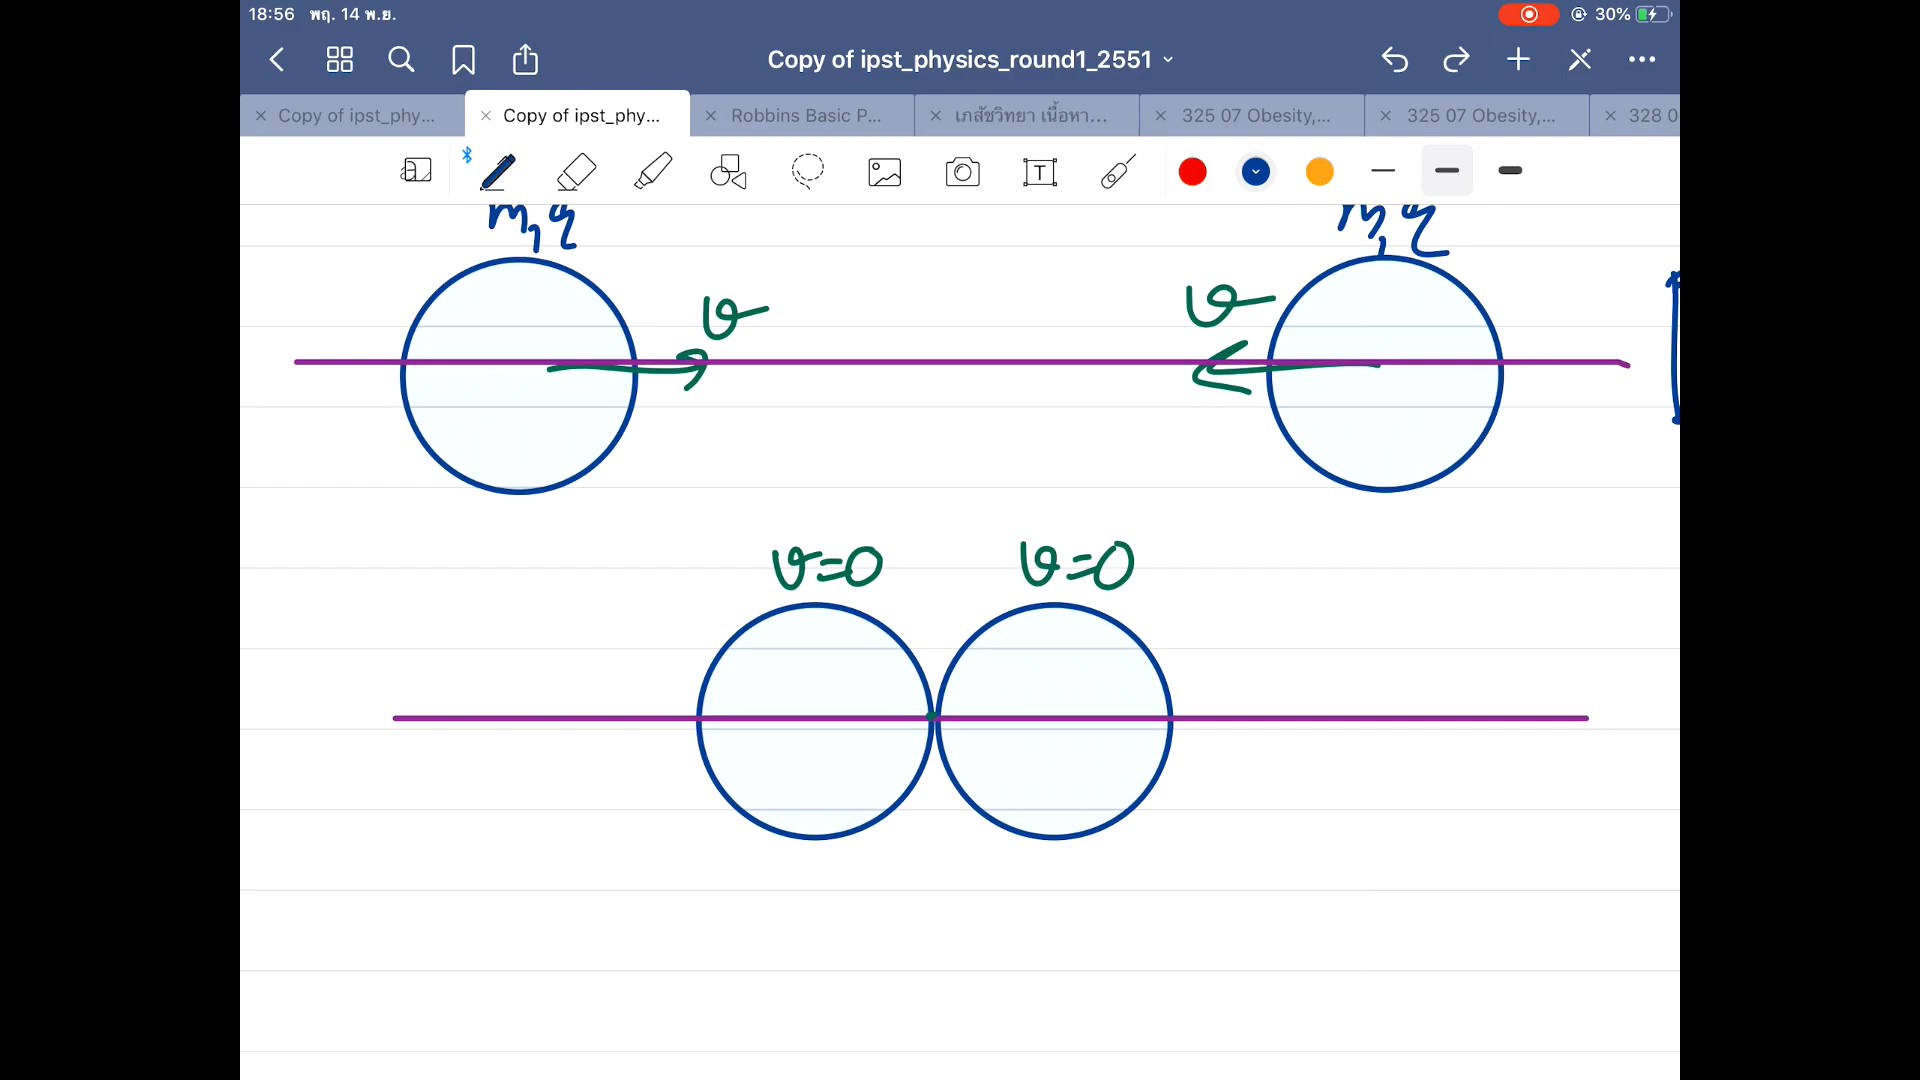 18:56 พฤ. 14 พ.ย. 30%
Copy of ipst_physics_round1_2551
Copy of ipst_phy... Copy of ipst_phy... Robbins Basic P... เภสัชวิทยา เนื้อหา... 325 07 Obesity,... 325 07 Obesity,... 328 0
m, q m, q
v v
v=0 v=0